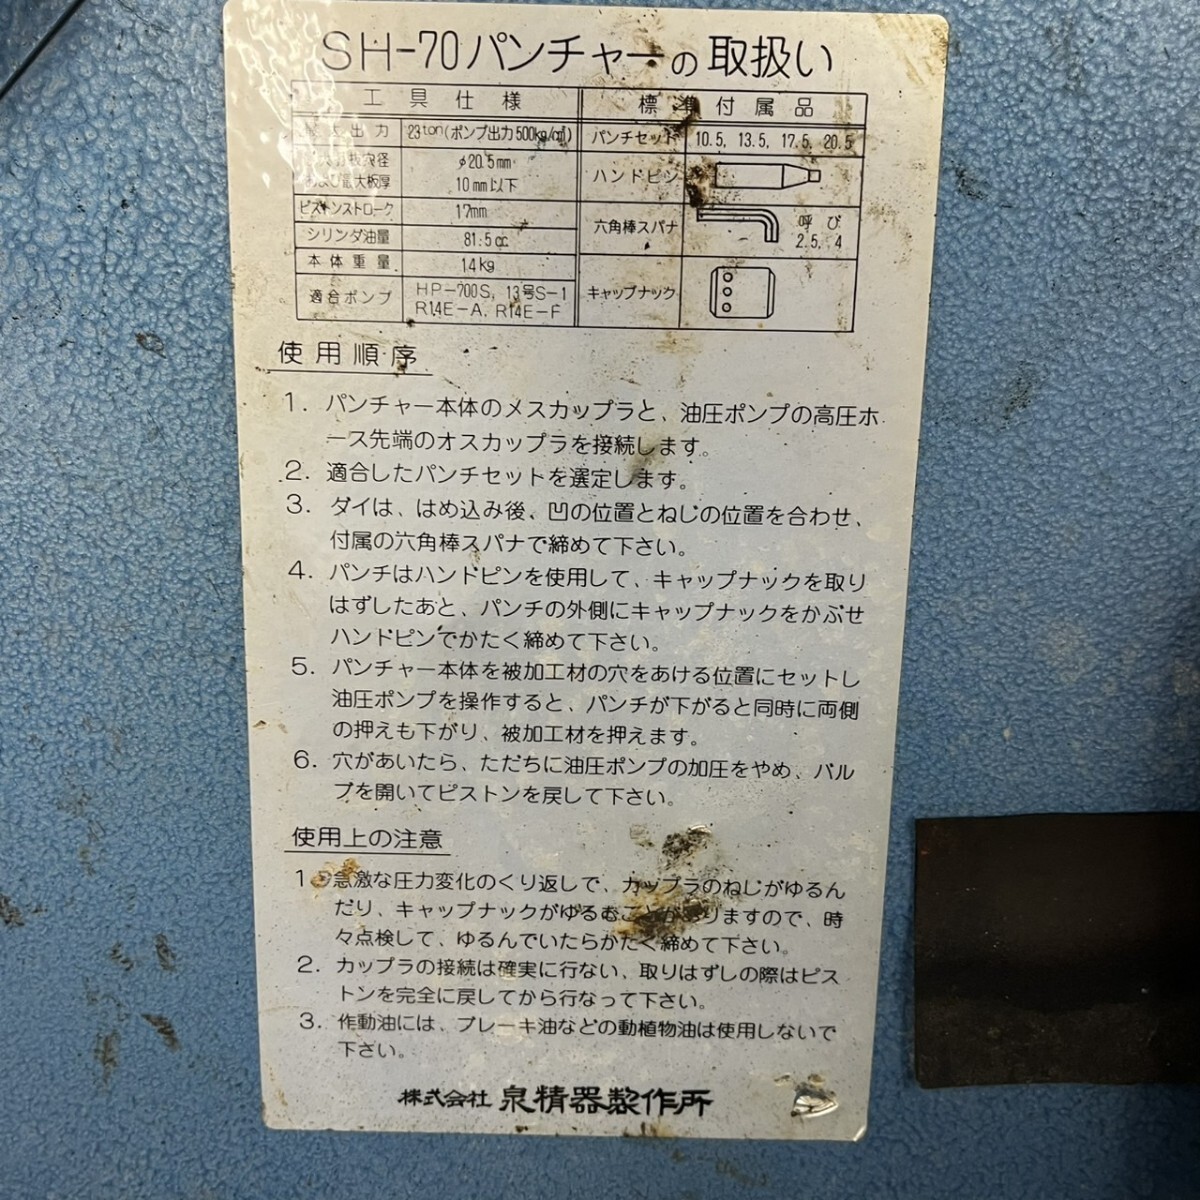 SH-70パンチャーの取扱い
工具仕様
標準付属品
出力 23ton(ポンプ出力500kg/c㎡)
パンチセット 10.5, 13.5, 17.5, 20.5
穴径
および最大板厚
φ20.5mm
10mm以下
ハンドピン
ピストンストローク 17mm
六角棒スパナ
呼び
2.5, 4
シリンダ油量 81.5cc
本体重量 14kg
適合ポンプ
HP-700S, 13号S-1
R14E-A, R14E-F
キャップナック
使用順序
1. パンチャー本体のメスカップラと、油圧ポンプの高圧ホ
ース先端のオスカップラを接続します。
2. 適合したパンチセットを選定します。
3. ダイは、はめ込み後、凹の位置とねじの位置を合わせ、
付属の六角棒スパナで締めて下さい。
4. パンチはハンドピンを使用して、キャップナックを取り
はずしたあと、パンチの外側にキャップナックをかぶせ
ハンドピンでかたく締めて下さい。
5. パンチャー本体を被加工材の穴をあける位置にセットし
油圧ポンプを操作すると、パンチが下がると同時に両側
の押えも下がり、被加工材を押えます。
6. 穴があいたら、ただちに油圧ポンプの加圧をやめ、バル
ブを開いてピストンを戻して下さい。
使用上の注意
1. 急激な圧力変化のくり返しで、カップラのねじがゆるん
だり、キャップナックがゆるむことがありますので、時
々点検して、ゆるんでいたらかたく締めて下さい。
2. カップラの接続は確実に行ない、取りはずしの際はピス
トンを完全に戻してから行なって下さい。
3. 作動油には、ブレーキ油などの動植物油は使用しないで
下さい。
株式会社 泉精器製作所